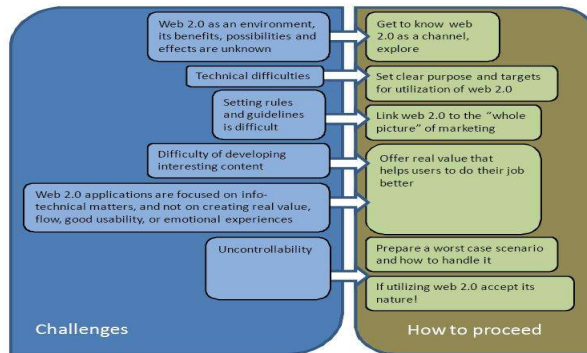 Web 2.0 as an environment,
its benefits, possibilities and
effects are unknown
Get to know web
2.0 as a channel,
explore
Technical difficulties
Set clear purpose and targets
for utilization of web 2.0
Setting rules
and guidelines
is difficult
Link web 2.0 to the “whole
picture” of marketing
Difficulty of developing
interesting content
Offer real value that
helps users to do their job
better
Web 2.0 applications are focused on info-
technical matters, and not on creating real value,
flow, good usability, or emotional experiences
Uncontrollability
Prepare a worst case scenario
and how to handle it
If utilizing web 2.0 accept its
nature!
Challenges
How to proceed